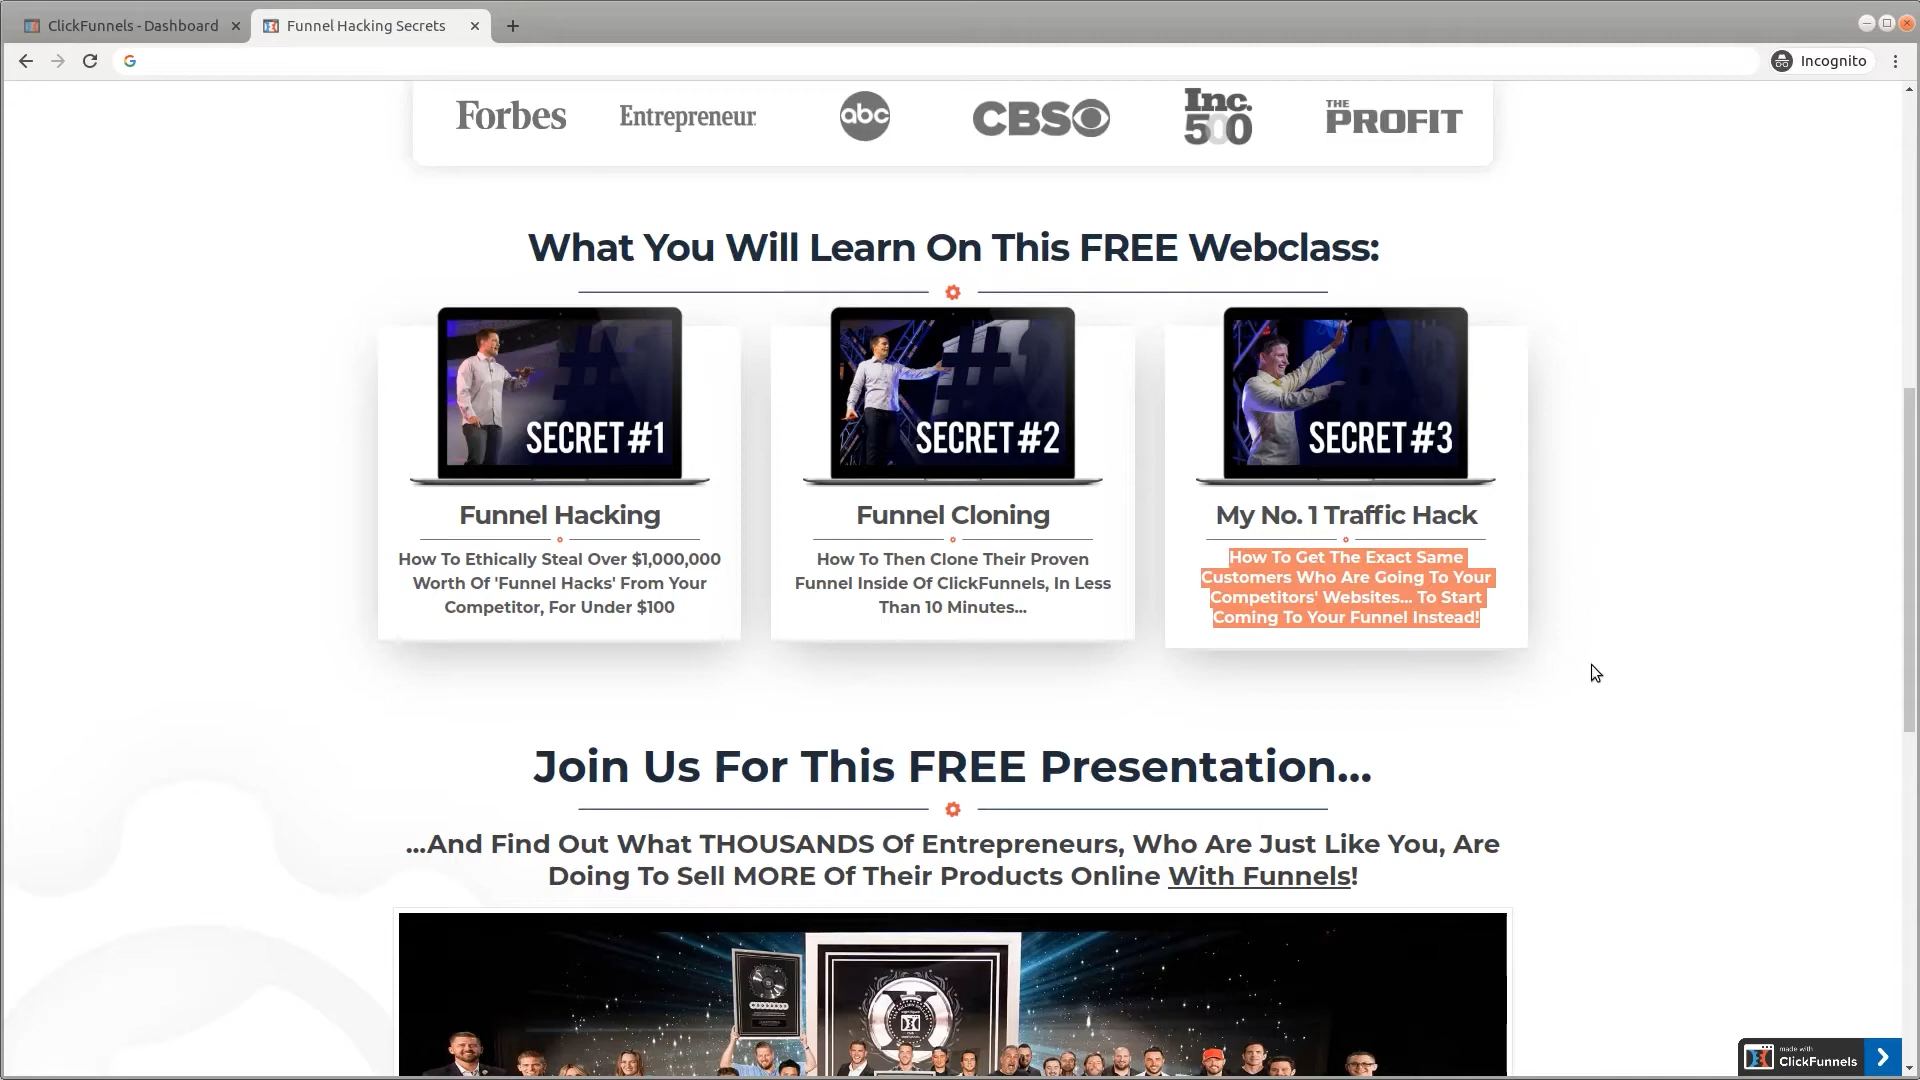 ClickFunnels - Dashboard
Funnel Hacking Secrets
Incognito
Forbes
Entrepreneur
abc
CBS
Inc.
500
THE
PROFIT
What You Will Learn On This FREE Webclass:
SECRET #1
SECRET #2
SECRET #3
Funnel Hacking
How To Ethically Steal Over $1,000,000
Worth Of 'Funnel Hacks' From Your
Competitor, For Under $100
Funnel Cloning
How To Then Clone Their Proven
Funnel Inside Of ClickFunnels, In Less
Than 10 Minutes...
My No. 1 Traffic Hack
How To Get The Exact Same
Customers Who Are Going To Your
Competitors' Websites... To Start
Coming To Your Funnel Instead!
Join Us For This FREE Presentation...
...And Find Out What THOUSANDS Of Entrepreneurs, Who Are Just Like You, Are
Doing To Sell MORE Of Their Products Online With Funnels!
made with
ClickFunnels